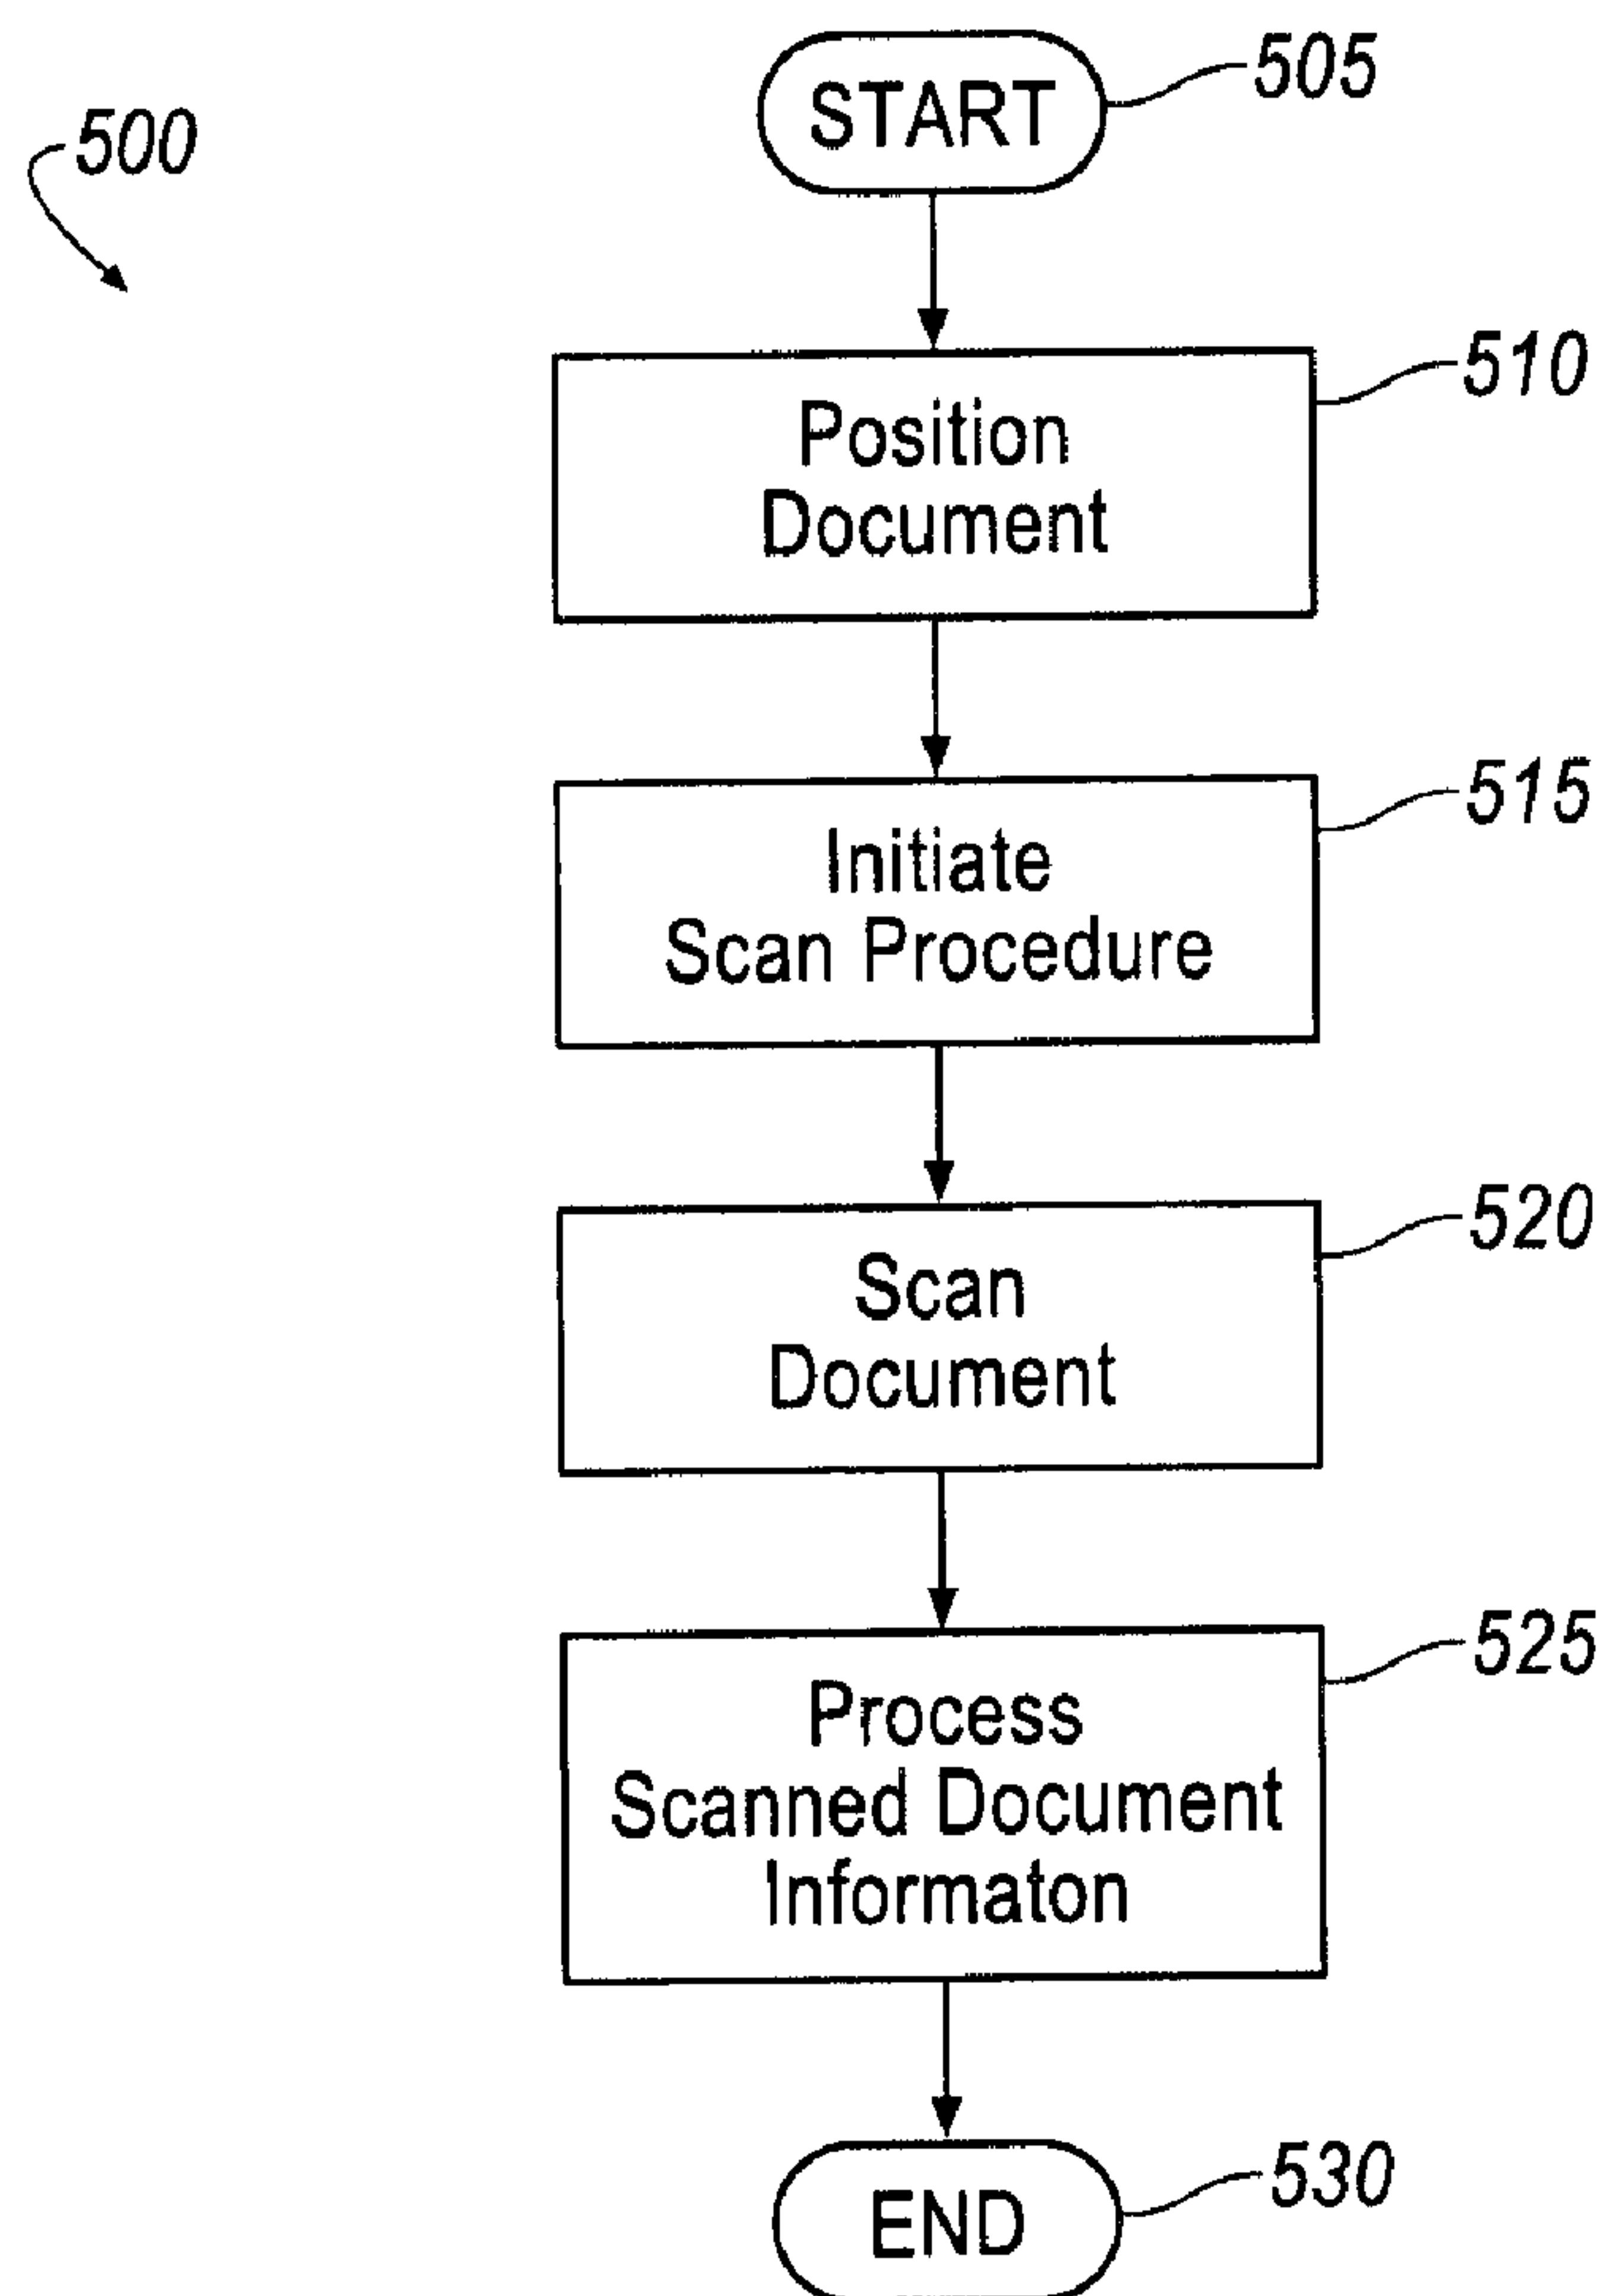 START
505
500
Position
Document
510
Initiate
Scan Procedure
515
Scan
Document
520
Process
Scanned Document
Informaton
525
END
530